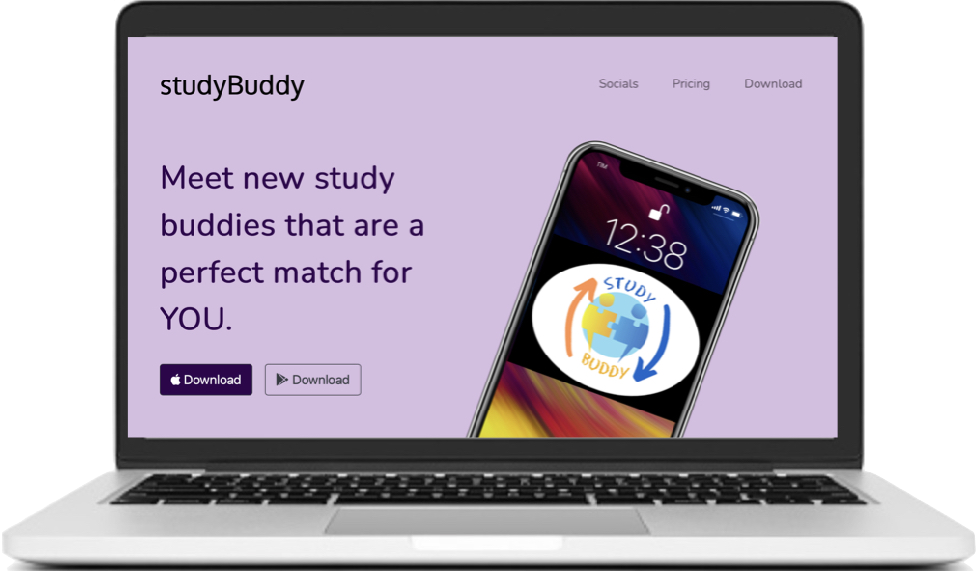 studyBuddy
Socials Pricing Download
Meet new study
buddies that are a
perfect match for
YOU.
Download Download
12:38
STUDY
BUDDY